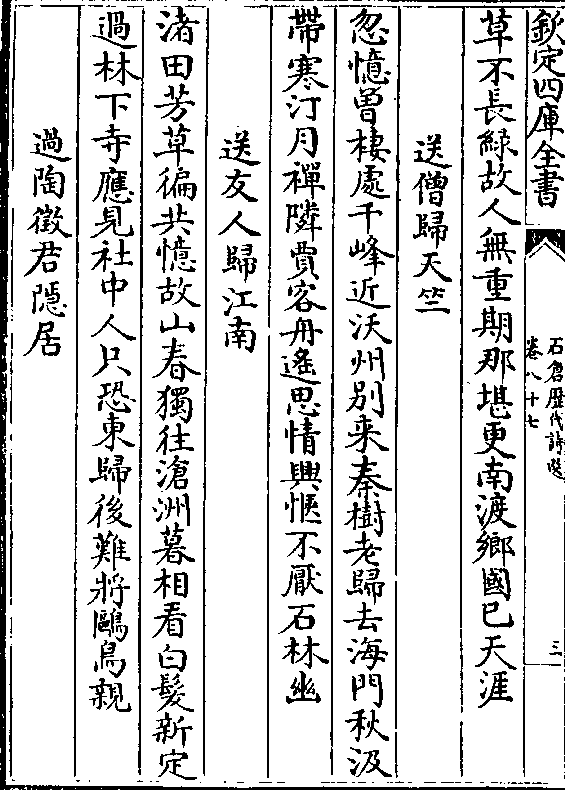 欽定四庫全書
石倉歴代詩選
卷八十七
三
草不長綠故人無重期那堪更南渡鄉國已天涯
送僧歸天竺
忽憶曽棲處千峰近沃州别来秦樹老歸去海門秋汲
帶寒汀月禪隣賈客舟遙思情興愜不厭石林幽
送友人歸江南
渚田芳草徧共憶故山春獨往滄洲暮相看白髮新定
過林下寺應見社中人只恐東歸後難將鷗鳥親
過陶徵君隱居